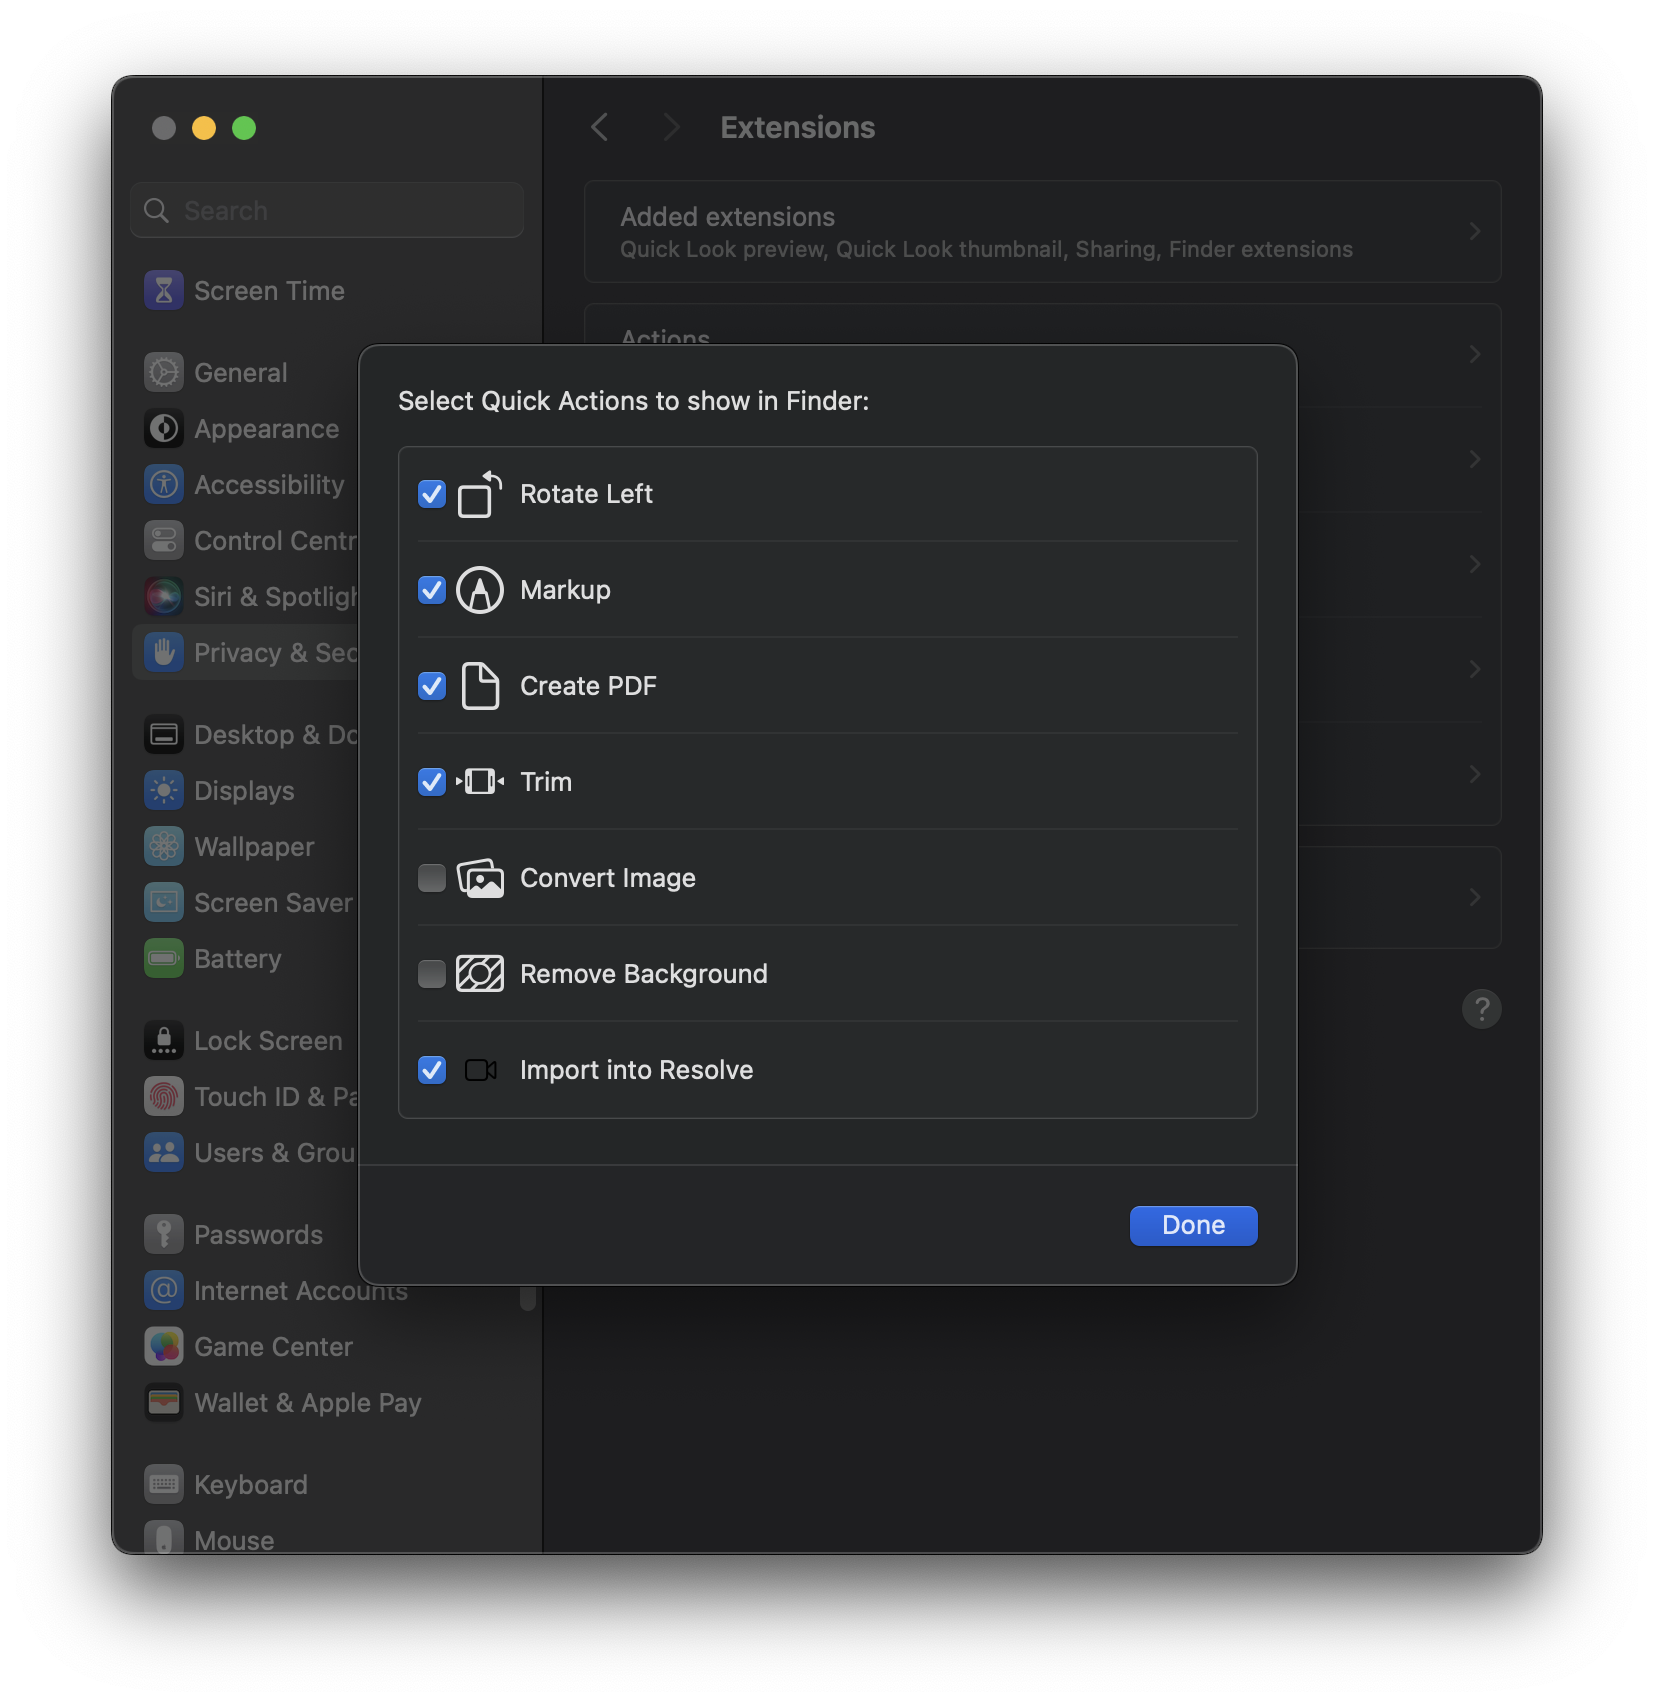 Extensions
Search
Added extensions
Quick Look preview, Quick Look thumbnail, Sharing, Finder extensions
Actions
Screen Time
General
Appearance
Accessibility
Control Centr
Siri & Spotligh
Privacy & Sec
Desktop & Do
Displays
Wallpaper
Screen Saver
Battery
Lock Screen
Touch ID & Pa
Users & Grou
Passwords
Internet Accounts
Game Center
Wallet & Apple Pay
Keyboard
Mouse
Select Quick Actions to show in Finder:
Rotate Left
Markup
Create PDF
Trim
Convert Image
Remove Background
Import into Resolve
Done
?